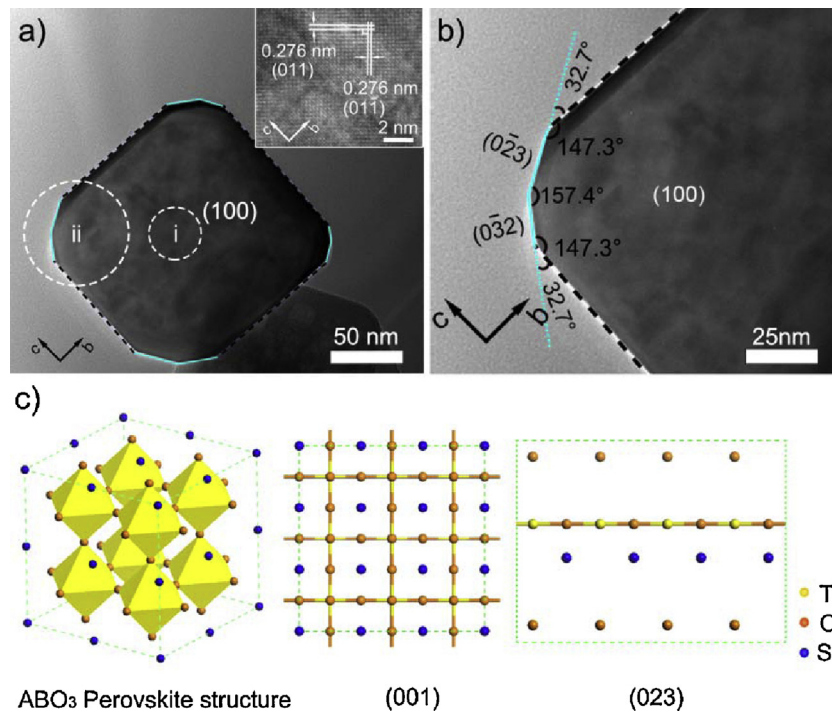 a)
0.276 nm
(011)
0.276 nm
(011̄)
c
b
2 nm
(100)
ii
i
c
b
50 nm
b)
32.7°
(02̄3)
147.3°
157.4°
(100)
(03̄2)
147.3°
32.7°
c
b
25nm
c)
T
O
S
ABO₃ Perovskite structure
(001)
(023)